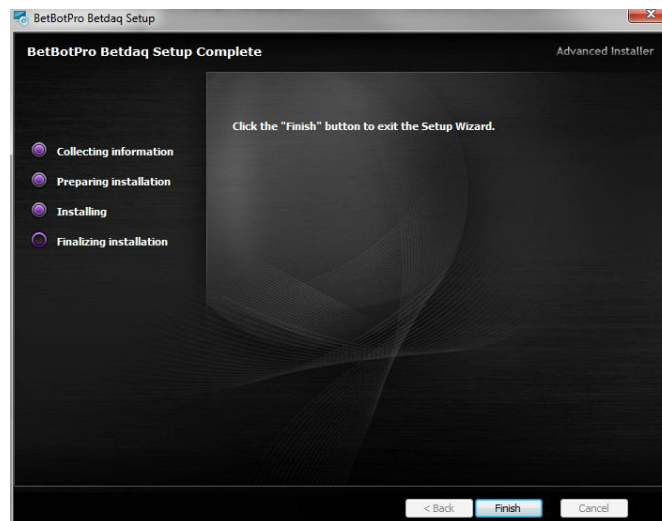 BetBotPro Betdaq Setup
BetBotPro Betdaq Setup Complete
Advanced Installer
Click the "Finish" button to exit the Setup Wizard.
Collecting information
Preparing installation
Installing
Finalizing installation
< Back
Finish
Cancel